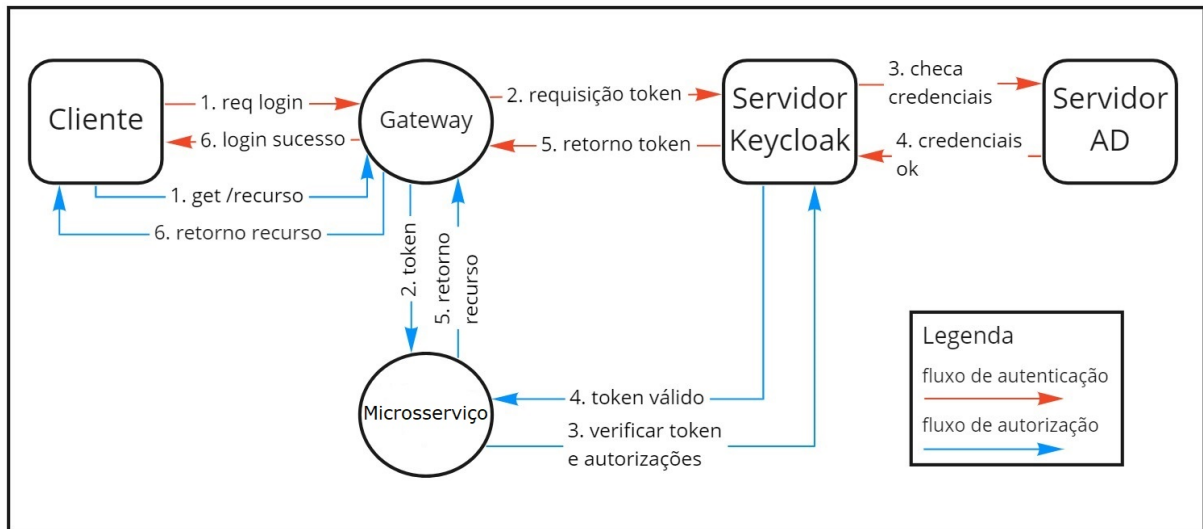 Cliente
1. req login
6. login sucesso
1. get /recurso
6. retorno recurso
Gateway
2. requisição token
5. retorno token
Servidor
Keycloak
3. checa
credenciais
4. credenciais
ok
Servidor
AD
2. token
5. retorno
recurso
Microsserviço
4. token válido
3. verificar token
e autorizações
Legenda
fluxo de autenticação
fluxo de autorização